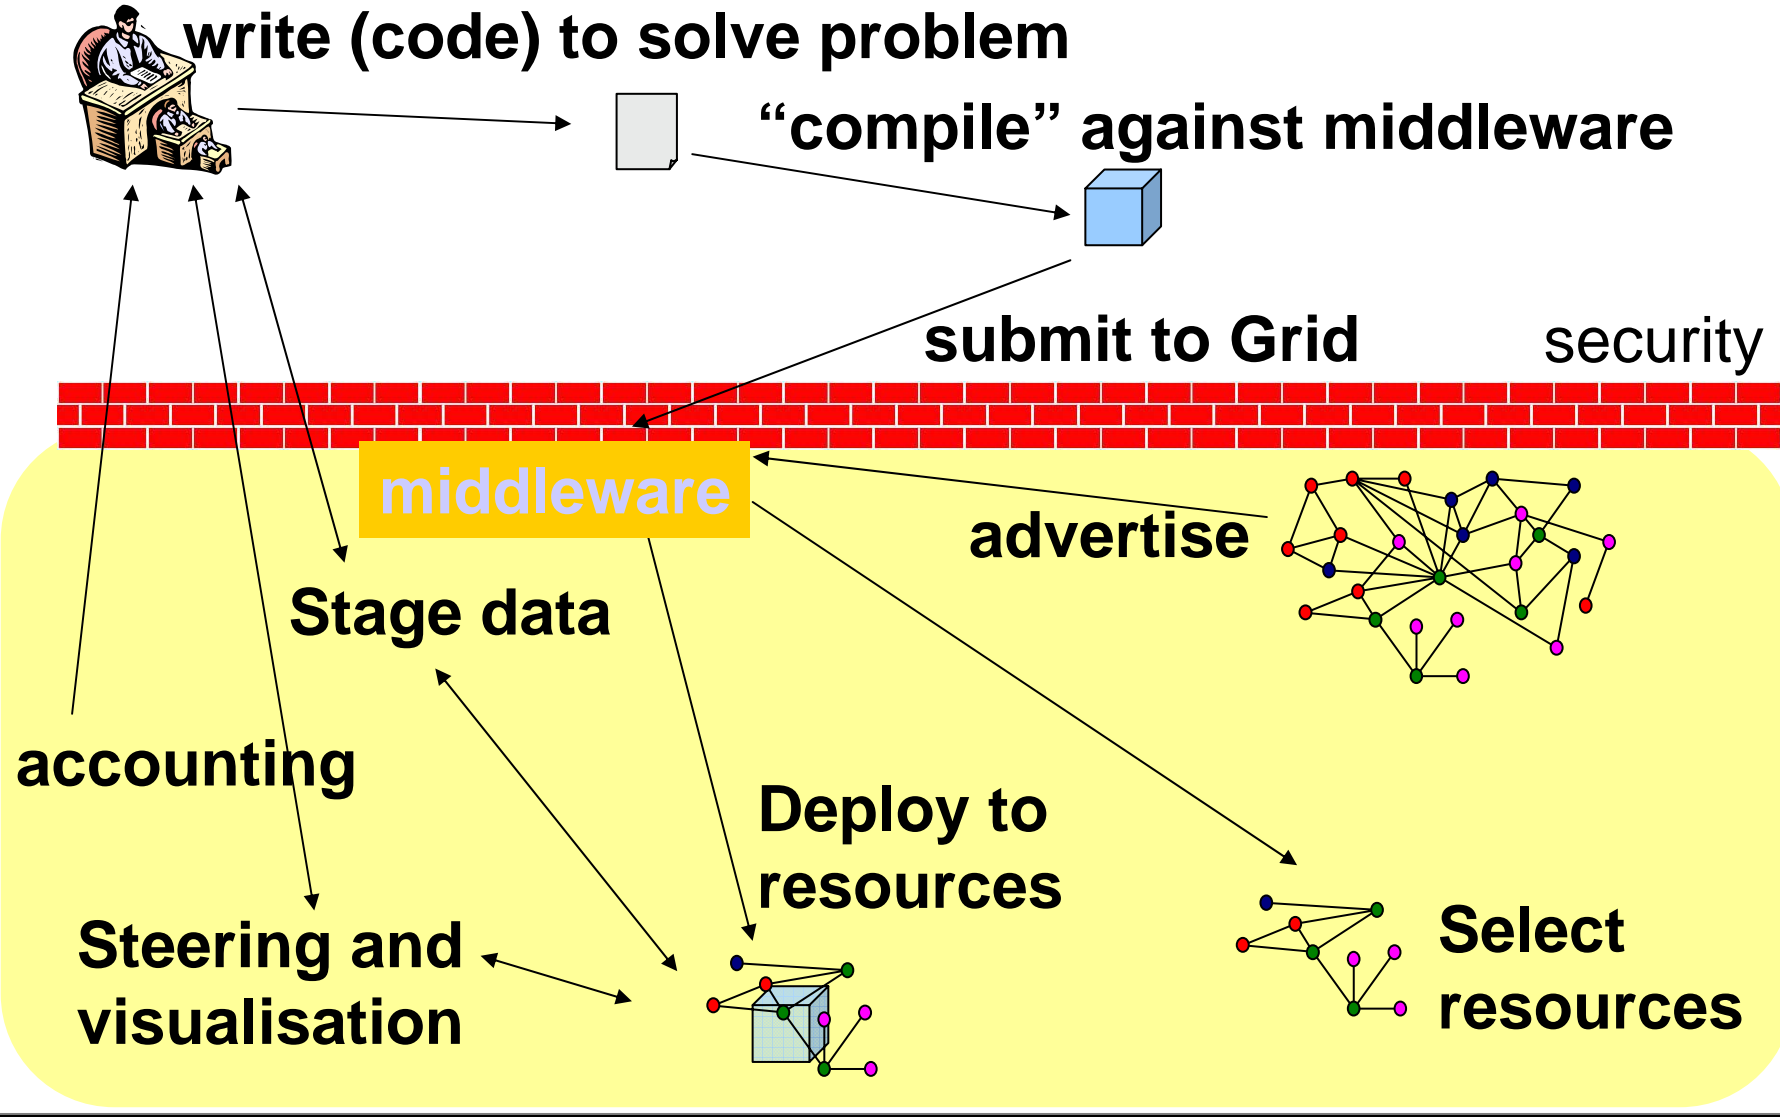 write (code) to solve problem
“compile” against middleware
submit to Grid
security
middleware
advertise
Stage data
accounting
Deploy to
resources
Steering and
visualisation
Select
resources